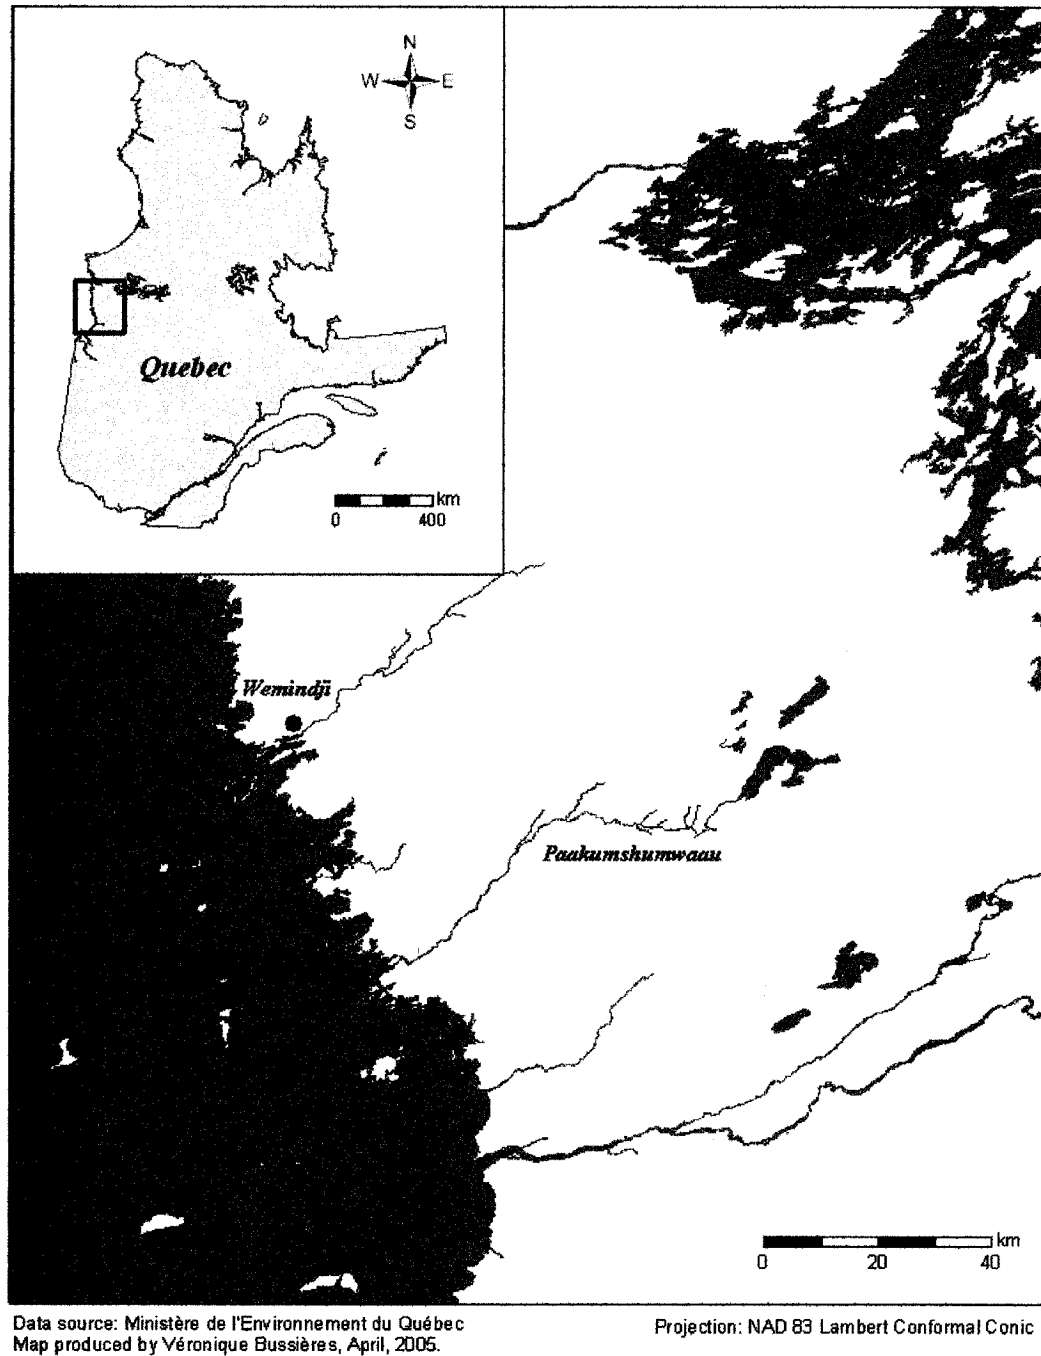 N
W E
S
Quebec
km
0 400
Wemindji
Paakumshumwaau
km
0 20 40
Data source: Ministère de l'Environnement du Québec
Map produced by Véronique Bussières, April, 2005.
Projection: NAD 83 Lambert Conformal Conic